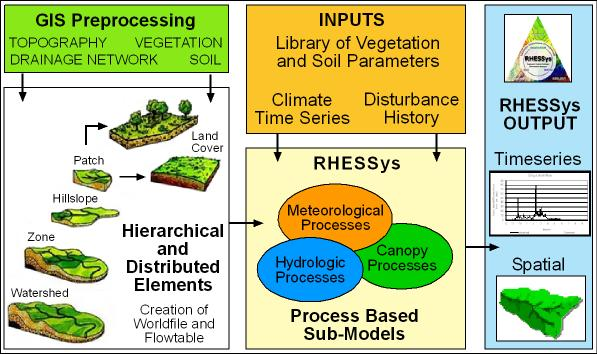 GIS Preprocessing
TOPOGRAPHY VEGETATION
DRAINAGE NETWORK SOIL
Land
Cover
Patch
Hillslope
Zone
Watershed
Hierarchical
and
Distributed
Elements
Creation of
Worldfile and
Flowtable
INPUTS
Library of Vegetation
and Soil Parameters
Climate
Time Series
Disturbance
History
RHESSys
Meteorological
Processes
Hydrologic
Processes
Canopy
Processes
Process Based
Sub-Models
RHESSys
RHESSys
OUTPUT
Timeseries
Spatial